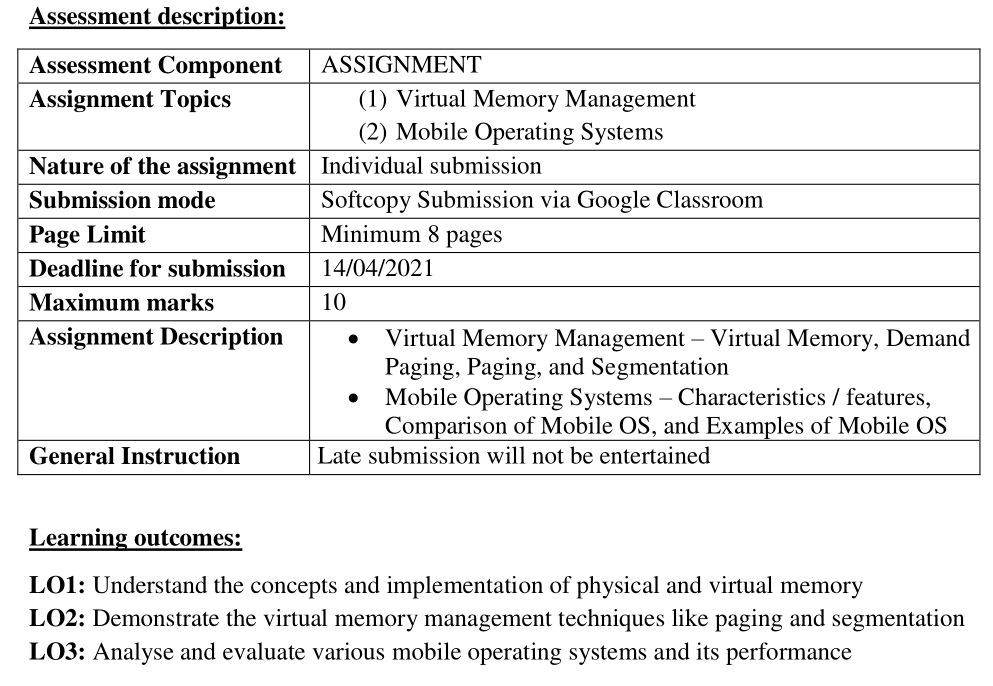 Assessment description:
Assessment Component ASSIGNMENT
Assignment Topics (1) Virtual Memory Management
(2) Mobile Operating Systems
Nature of the assignment Individual submission
Submission mode Softcopy Submission via Google Classroom
Page Limit Minimum 8 pages
Deadline for submission 14/04/2021
Maximum marks 10
Assignment Description • Virtual Memory Management – Virtual Memory, Demand
Paging, Paging, and Segmentation
• Mobile Operating Systems – Characteristics / features,
Comparison of Mobile OS, and Examples of Mobile OS
General Instruction Late submission will not be entertained
Learning outcomes:
LO1: Understand the concepts and implementation of physical and virtual memory
LO2: Demonstrate the virtual memory management techniques like paging and segmentation
LO3: Analyse and evaluate various mobile operating systems and its performance